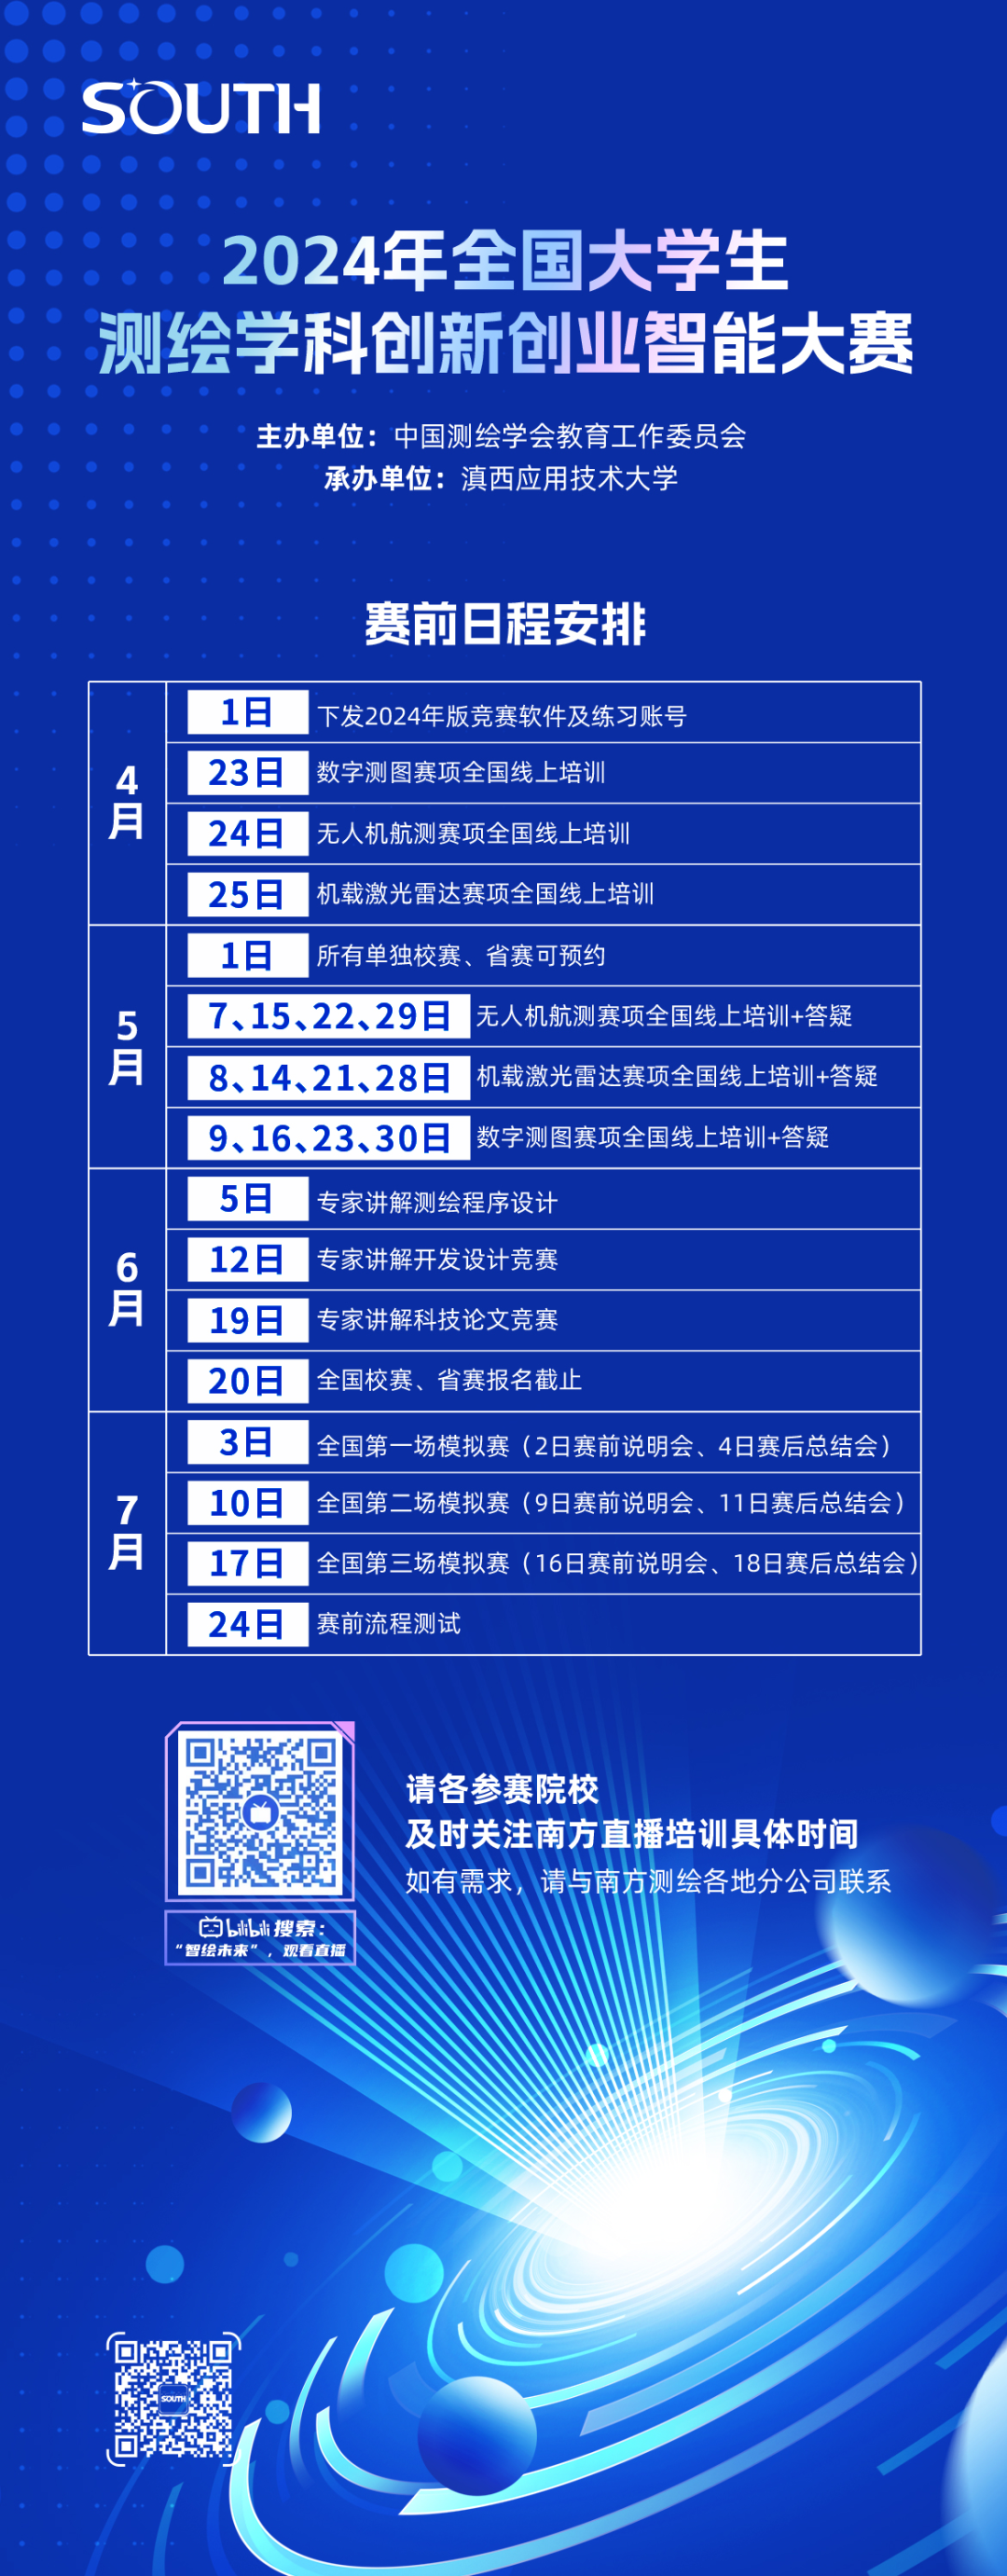 SOUTH
2024年全国大学生
测绘学科创新创业智能大赛
主办单位：中国测绘学会教育工作委员会
承办单位：滇西应用技术大学
赛前日程安排
4月
1日 下发2024年版竞赛软件及练习账号
23日 数字测图赛项全国线上培训
24日 无人机航测赛项全国线上培训
25日 机载激光雷达赛项全国线上培训
5月
1日 所有单独校赛、省赛可预约
7、15、22、29日 无人机航测赛项全国线上培训+答疑
8、14、21、28日 机载激光雷达赛项全国线上培训+答疑
9、16、23、30日 数字测图赛项全国线上培训+答疑
6月
5日 专家讲解测绘程序设计
12日 专家讲解开发设计竞赛
19日 专家讲解科技论文竞赛
20日 全国校赛、省赛报名截止
7月
3日 全国第一场模拟赛（2日赛前说明会、4日赛后总结会）
10日 全国第二场模拟赛（9日赛前说明会、11日赛后总结会）
17日 全国第三场模拟赛（16日赛前说明会、18日赛后总结会）
24日 赛前流程测试
请各参赛院校
及时关注南方直播培训具体时间
如有需求，请与南方测绘各地分公司联系
bilibili 搜索：
“智绘未来”，观看直播
SOUTH